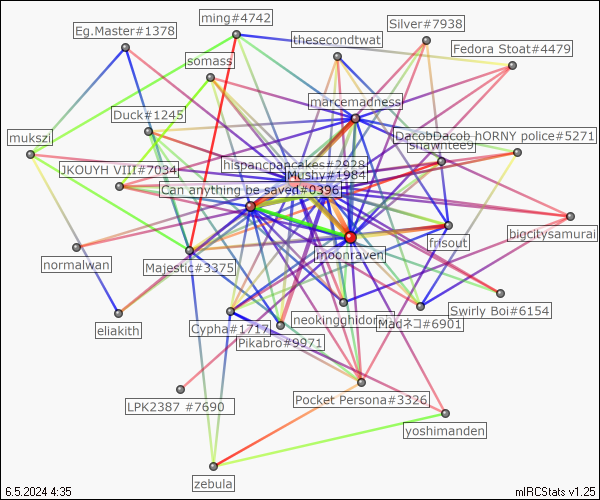 ming#4742
Silver#7938
Eg.Master#1378
thesecondtwat
Fedora Stoat#4479
somass
marcemadness
Duck#1245
mukszi
DacobDacob hORNY police#5271
shawnee9
hispancpancakes#2928
JKOUYH VIII#7034
Mushy#1984
Can anything be saved#0396
bigcitysamurai
frisout
normalwan
Majestic#3375
moonraven
Swirly Boi#6154
neokingghidor
Madネコ#6901
eliakith
Cypha#1717
Pikabro#9971
Pocket Persona#3326
LPK2387 #7690
yoshimanden
zebula
6.5.2024 4:35
mIRCStats v1.25